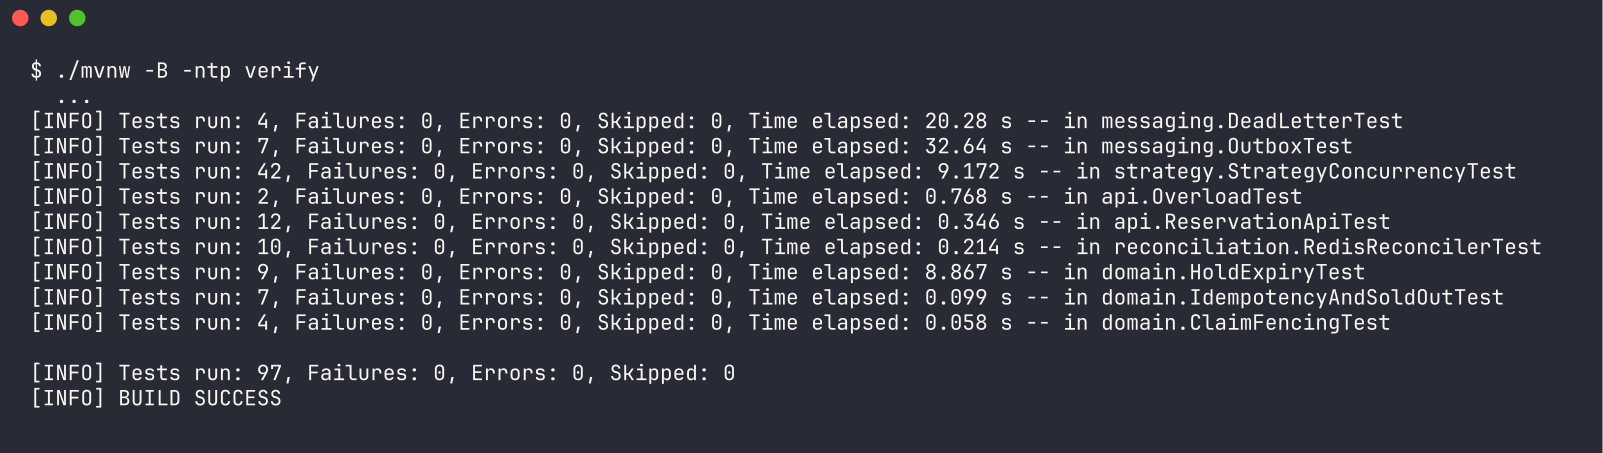 $ ./mvnw -B -ntp verify
...
[INFO] Tests run: 4, Failures: 0, Errors: 0, Skipped: 0, Time elapsed: 20.28 s -- in messaging.DeadLetterTest
[INFO] Tests run: 7, Failures: 0, Errors: 0, Skipped: 0, Time elapsed: 32.64 s -- in messaging.OutboxTest
[INFO] Tests run: 42, Failures: 0, Errors: 0, Skipped: 0, Time elapsed: 9.172 s -- in strategy.StrategyConcurrencyTest
[INFO] Tests run: 2, Failures: 0, Errors: 0, Skipped: 0, Time elapsed: 0.768 s -- in api.OverloadTest
[INFO] Tests run: 12, Failures: 0, Errors: 0, Skipped: 0, Time elapsed: 0.346 s -- in api.ReservationApiTest
[INFO] Tests run: 10, Failures: 0, Errors: 0, Skipped: 0, Time elapsed: 0.214 s -- in reconciliation.RedisReconcilerTest
[INFO] Tests run: 9, Failures: 0, Errors: 0, Skipped: 0, Time elapsed: 8.867 s -- in domain.HoldExpiryTest
[INFO] Tests run: 7, Failures: 0, Errors: 0, Skipped: 0, Time elapsed: 0.099 s -- in domain.IdempotencyAndSoldOutTest
[INFO] Tests run: 4, Failures: 0, Errors: 0, Skipped: 0, Time elapsed: 0.058 s -- in domain.ClaimFencingTest
[INFO] Tests run: 97, Failures: 0, Errors: 0, Skipped: 0
[INFO] BUILD SUCCESS